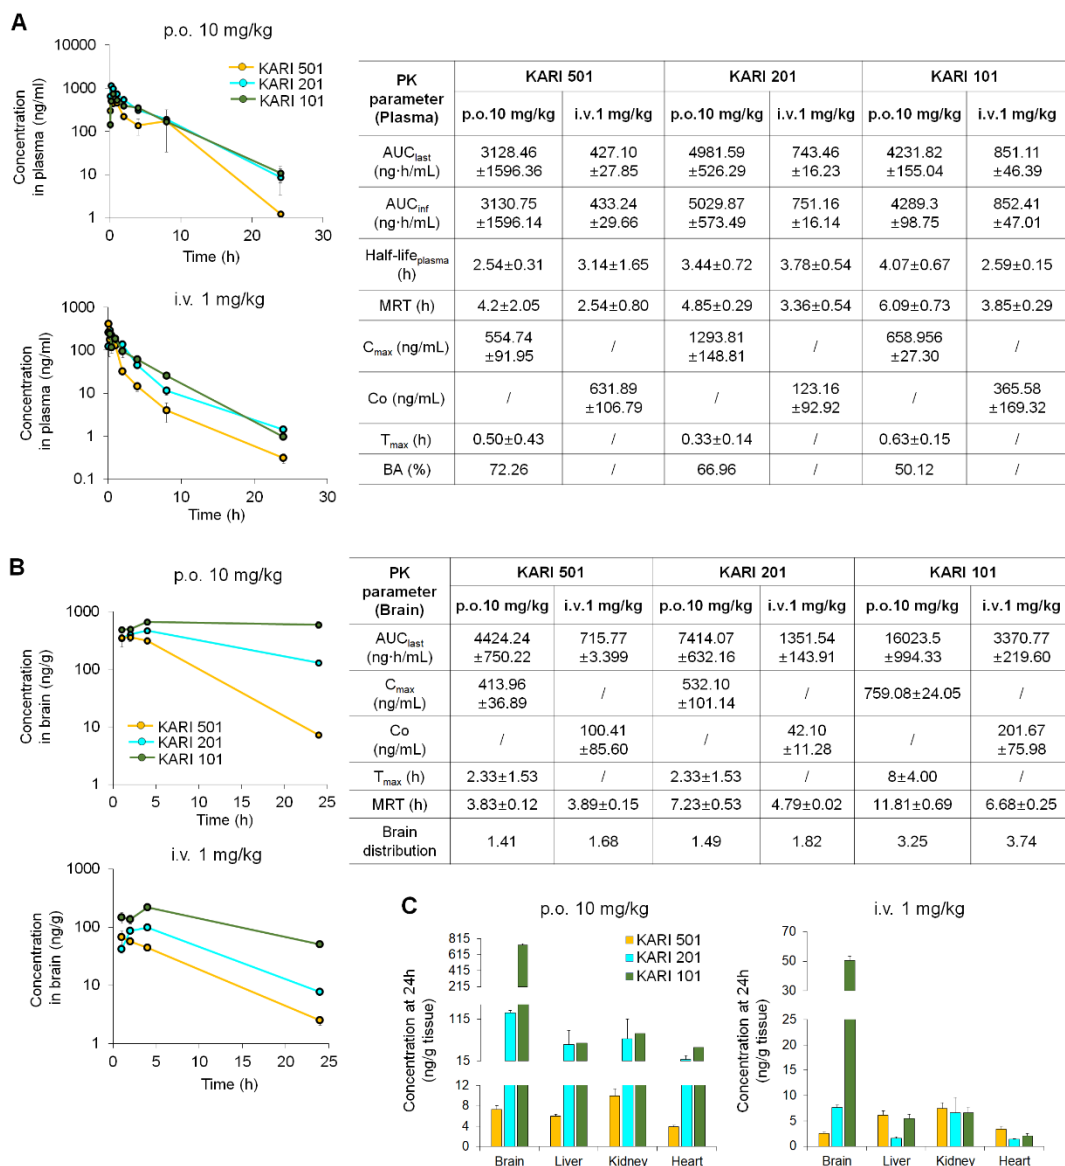 A
p.o. 10 mg/kg
10000
1000
100
10
1
0
10
20
30
Concentration
in plasma (ng/ml)
Time (h)
KARI 501
KARI 201
KARI 101
i.v. 1 mg/kg
1000
100
10
1
0.1
0
10
20
30
Concentration
in plasma (ng/ml)
Time (h)
PK parameter (Plasma) KARI 501 KARI 201 KARI 101
p.o.10 mg/kg i.v.1 mg/kg p.o.10 mg/kg i.v.1 mg/kg p.o.10 mg/kg i.v.1 mg/kg
AUClast (ng·h/mL) 3128.46 ±1596.36 427.10 ±27.85 4981.59 ±526.29 743.46 ±16.23 4231.82 ±155.04 851.11 ±46.39
AUCinf (ng·h/mL) 3130.75 ±1596.14 433.24 ±29.66 5029.87 ±573.49 751.16 ±16.14 4289.3 ±98.75 852.41 ±47.01
Half-lifeplasma (h) 2.54±0.31 3.14±1.65 3.44±0.72 3.78±0.54 4.07±0.67 2.59±0.15
MRT (h) 4.2±2.05 2.54±0.80 4.85±0.29 3.36±0.54 6.09±0.73 3.85±0.29
Cmax (ng/mL) 554.74 ±91.95 / 1293.81 ±148.81 / 658.956 ±27.30 /
Co (ng/mL) / 631.89 ±106.79 / 123.16 ±92.92 / 365.58 ±169.32
Tmax (h) 0.50±0.43 / 0.33±0.14 / 0.63±0.15 /
BA (%) 72.26 / 66.96 / 50.12 /
B
p.o. 10 mg/kg
1000
100
10
1
0
5
10
15
20
25
Concentration
in brain (ng/g)
Time (h)
KARI 501
KARI 201
KARI 101
i.v. 1 mg/kg
1000
100
10
1
0
5
10
15
20
25
Concentration
in brain (ng/g)
Time (h)
PK parameter (Brain) KARI 501 KARI 201 KARI 101
p.o.10 mg/kg i.v.1 mg/kg p.o.10 mg/kg i.v.1 mg/kg p.o.10 mg/kg i.v.1 mg/kg
AUClast (ng·h/mL) 4424.24 ±750.22 715.77 ±3.399 7414.07 ±632.16 1351.54 ±143.91 16023.5 ±994.33 3370.77 ±219.60
Cmax (ng/mL) 413.96 ±36.89 / 532.10 ±101.14 / 759.08±24.05 /
Co (ng/mL) / 100.41 ±85.60 / 42.10 ±11.28 / 201.67 ±75.98
Tmax (h) 2.33±1.53 / 2.33±1.53 / 8±4.00 /
MRT (h) 3.83±0.12 3.89±0.15 7.23±0.53 4.79±0.02 11.81±0.69 6.68±0.25
Brain distribution 1.41 1.68 1.49 1.82 3.25 3.74
C
p.o. 10 mg/kg
815
615
415
215
115
15
12
8
4
0
Concentration at 24h
(ng/g tissue)
KARI 501
KARI 201
KARI 101
Brain
Liver
Kidney
Heart
i.v. 1 mg/kg
70
50
30
25
20
15
10
5
0
Concentration at 24h
(ng/g tissue)
Brain
Liver
Kidney
Heart